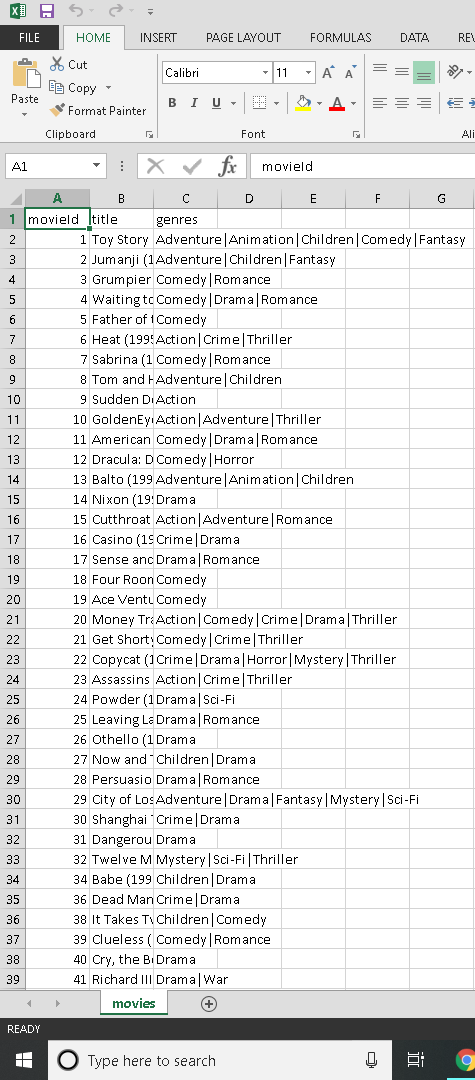 FILE HOME INSERT PAGE LAYOUT FORMULAS DATA REV
Cut
Copy
Format Painter
Paste
Calibri 11 A A
B I U A
Clipboard Font Ali
A1 fx movieId
A B C D E F G
1 movieId title genres
2 1 Toy Story Adventure|Animation|Children|Comedy|Fantasy
3 2 Jumanji (1 Adventure|Children|Fantasy
4 3 Grumpier Comedy|Romance
5 4 Waiting to Comedy|Drama|Romance
6 5 Father of t Comedy
7 6 Heat (1995 Action|Crime|Thriller
8 7 Sabrina (1 Comedy|Romance
9 8 Tom and H Adventure|Children
10 9 Sudden De Action
11 10 GoldenEye Action|Adventure|Thriller
12 11 American Comedy|Drama|Romance
13 12 Dracula: D Comedy|Horror
14 13 Balto (199 Adventure|Animation|Children
15 14 Nixon (199 Drama
16 15 Cutthroat Action|Adventure|Romance
17 16 Casino (19 Crime|Drama
18 17 Sense and Drama|Romance
19 18 Four Room Comedy
20 19 Ace Ventu Comedy
21 20 Money Tra Action|Comedy|Crime|Drama|Thriller
22 21 Get Shorty Comedy|Crime|Thriller
23 22 Copycat (1 Crime|Drama|Horror|Mystery|Thriller
24 23 Assassins Action|Crime|Thriller
25 24 Powder (1 Drama|Sci-Fi
26 25 Leaving La Drama|Romance
27 26 Othello (1 Drama
28 27 Now and T Children|Drama
29 28 Persuasio Drama|Romance
30 29 City of Los Adventure|Drama|Fantasy|Mystery|Sci-Fi
31 30 Shanghai T Crime|Drama
32 31 Dangerou Drama
33 32 Twelve M Mystery|Sci-Fi|Thriller
34 34 Babe (199 Children|Drama
35 36 Dead Man Crime|Drama
36 38 It Takes Tw Children|Comedy
37 39 Clueless ( Comedy|Romance
38 40 Cry, the Be Drama
39 41 Richard III Drama|War
movies
READY
Type here to search